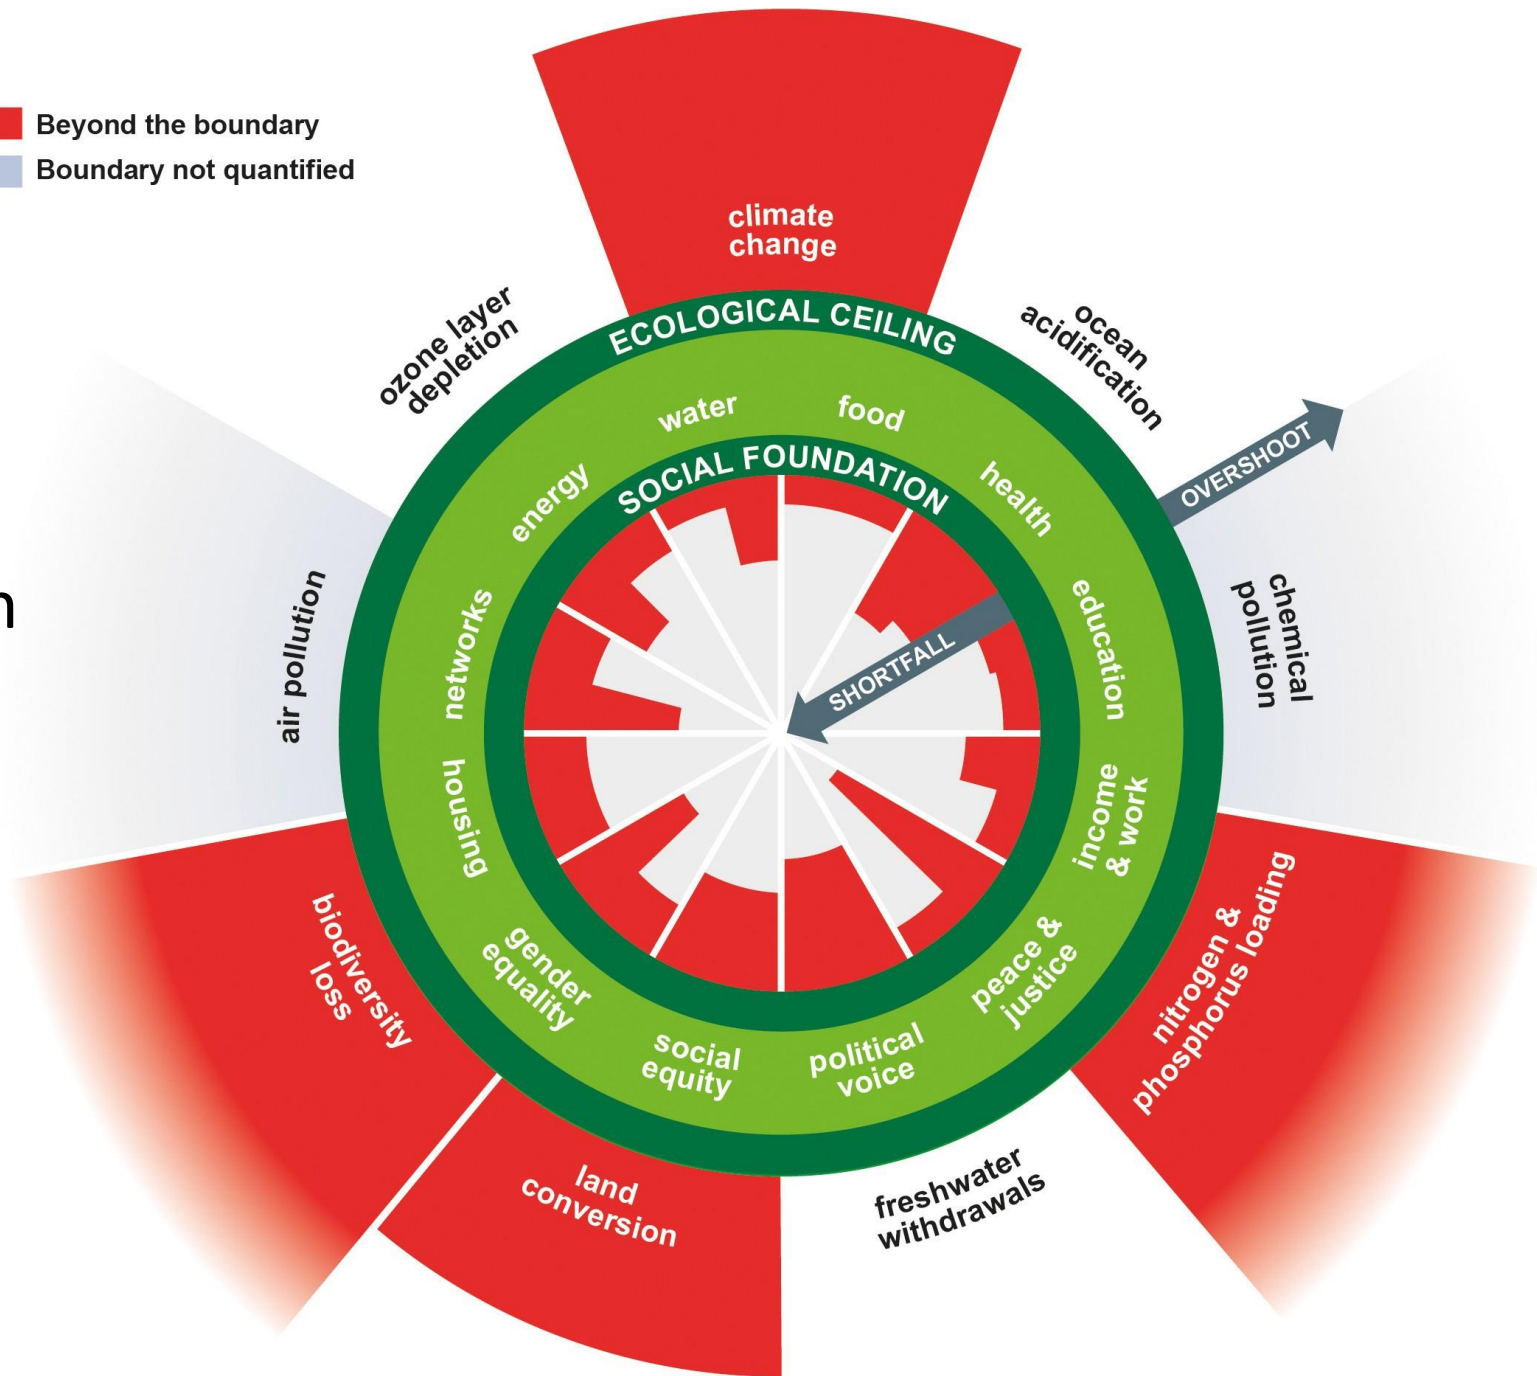 Beyond the boundary
Boundary not quantified
climate
change
ozone layer
depletion
ocean
acidification
ECOLOGICAL CEILING
OVERSHOOT
water
food
energy
health
SOCIAL FOUNDATION
n
air pollution
networks
education
chemical
pollution
SHORTFALL
housing
income
& work
biodiversity
loss
gender
equality
peace &
justice
nitrogen &
phosphorus loading
social
equity
political
voice
land
conversion
freshwater
withdrawals